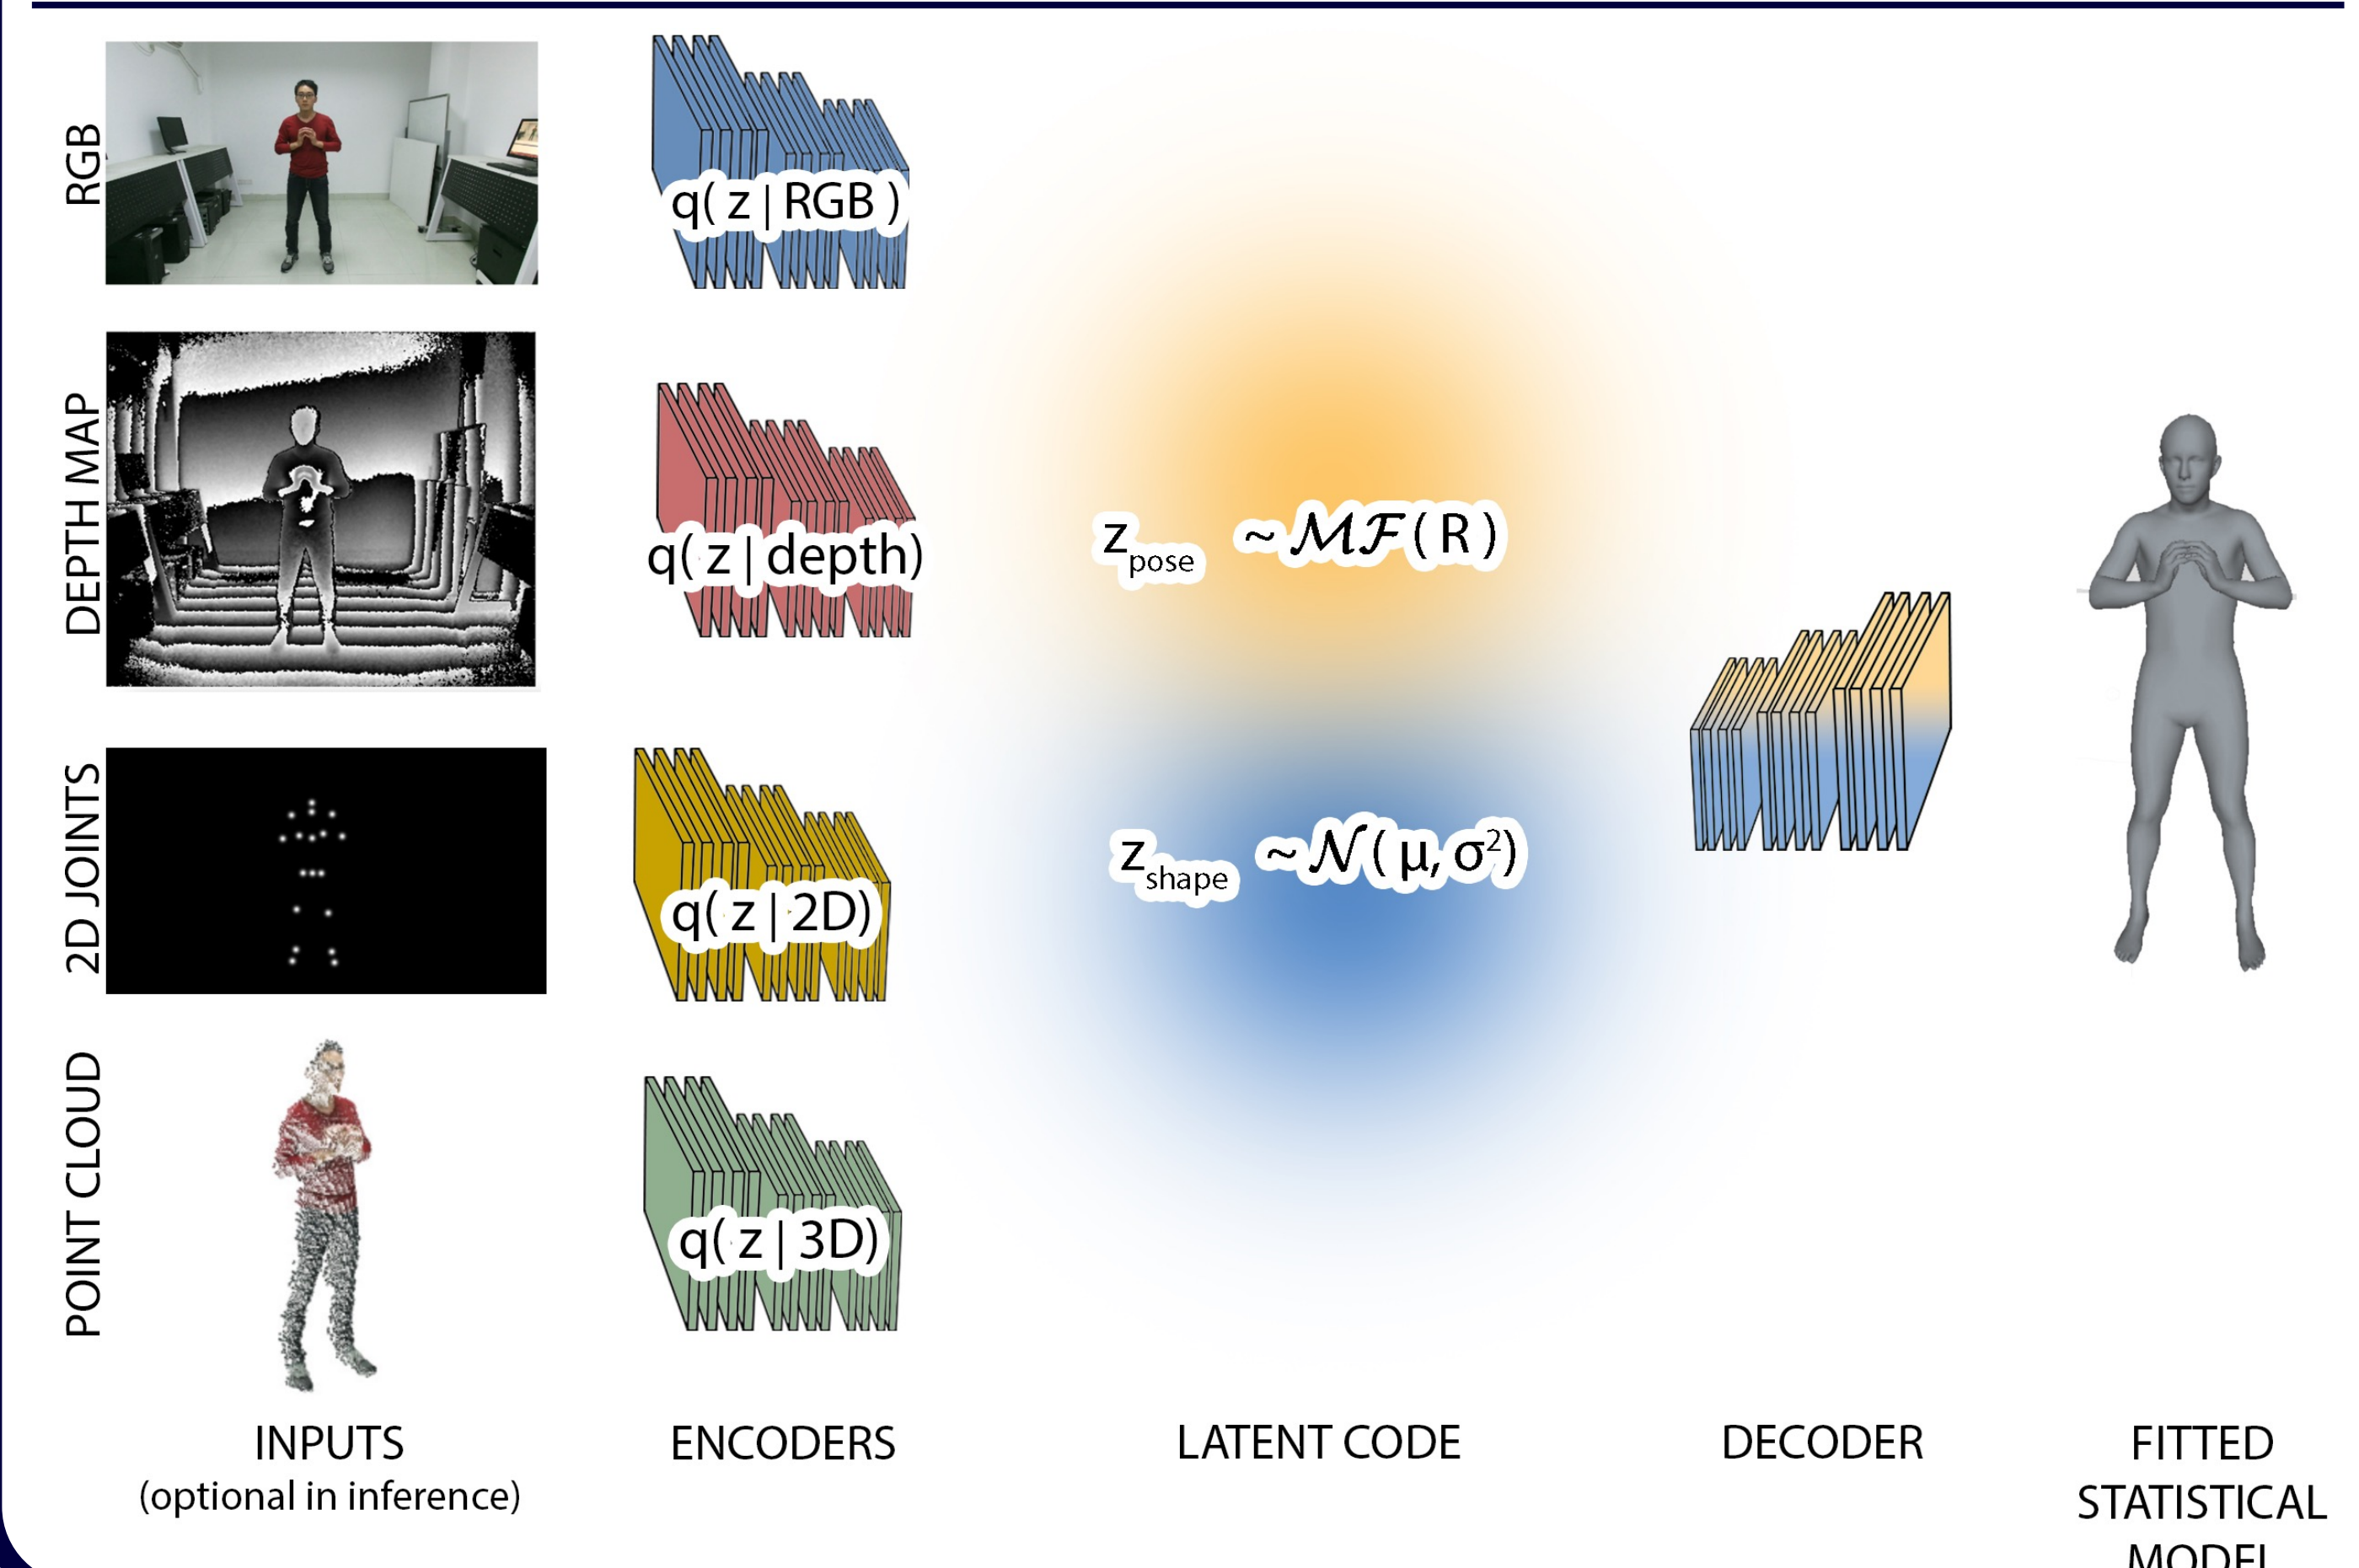 RGB
q( z | RGB )
DEPTH MAP
q( z | depth)
z pose ~ ℳℱ ( R )
2D JOINTS
q( z | 2D)
z shape ~ 𝒩 ( μ, σ²)
POINT CLOUD
q( z | 3D)
INPUTS
(optional in inference)
ENCODERS
LATENT CODE
DECODER
FITTED
STATISTICAL
MODEL